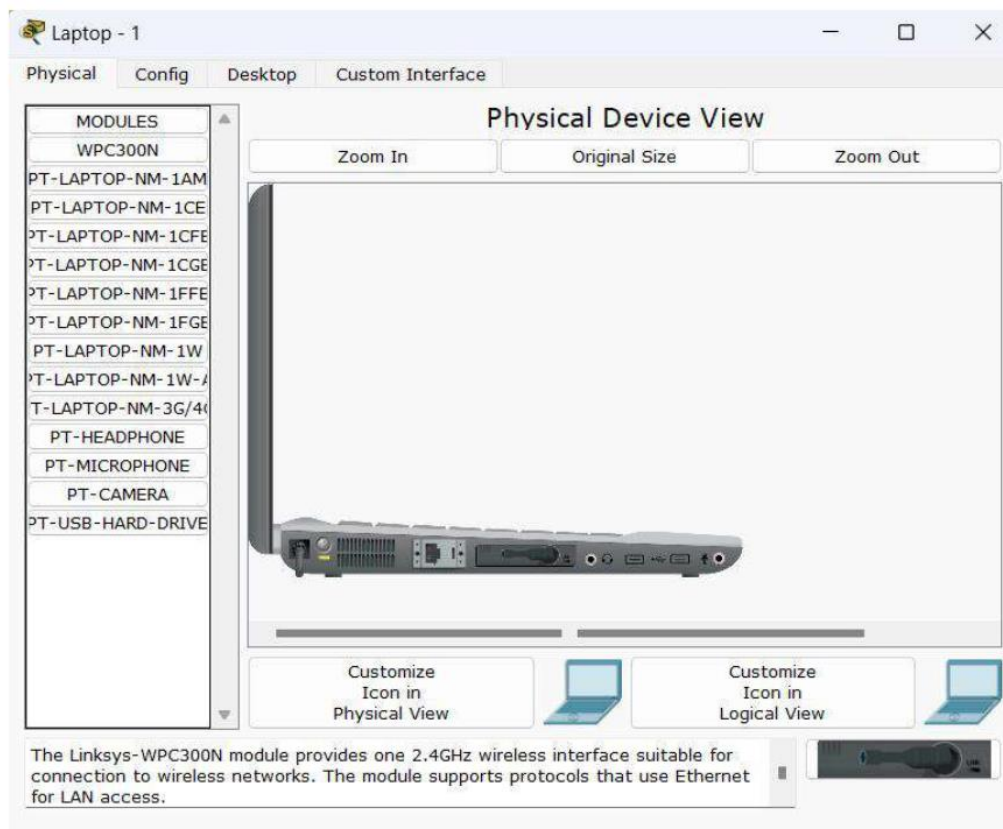 Laptop - 1
Physical Config Desktop Custom Interface
MODULES
WPC300N
PT-LAPTOP-NM-1AM
PT-LAPTOP-NM-1CE
PT-LAPTOP-NM-1CFE
PT-LAPTOP-NM-1CGE
PT-LAPTOP-NM-1FFE
PT-LAPTOP-NM-1FGE
PT-LAPTOP-NM-1W
PT-LAPTOP-NM-1W-A
T-LAPTOP-NM-3G/4G
PT-HEADPHONE
PT-MICROPHONE
PT-CAMERA
PT-USB-HARD-DRIVE
Physical Device View
Zoom In Original Size Zoom Out
Customize
Icon in
Physical View
Customize
Icon in
Logical View
The Linksys-WPC300N module provides one 2.4GHz wireless interface suitable for
connection to wireless networks. The module supports protocols that use Ethernet
for LAN access.